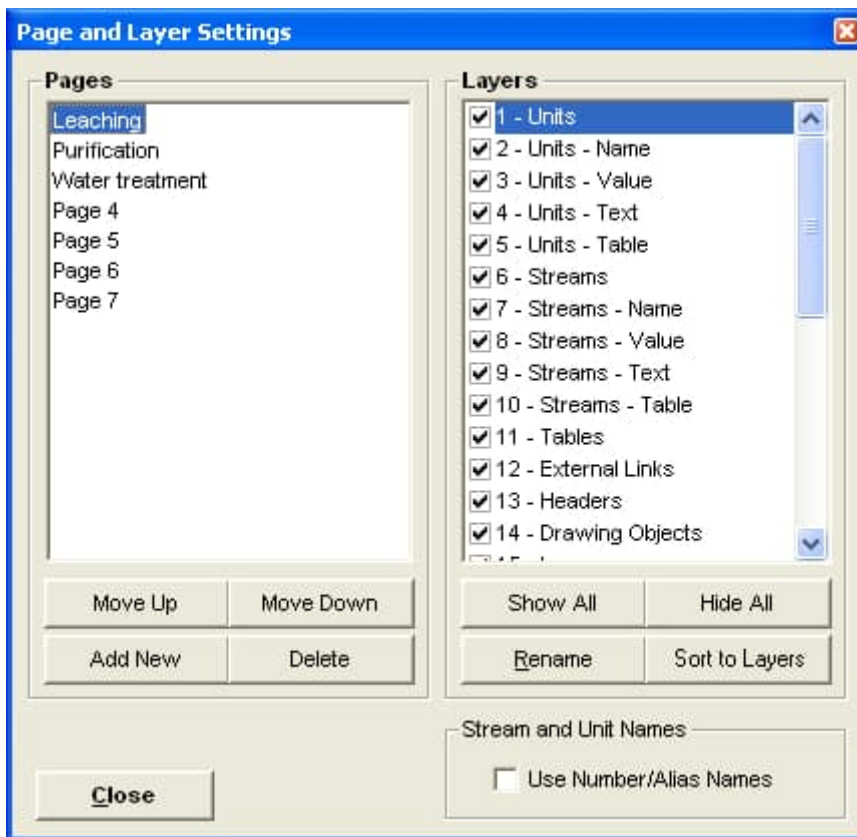 Page and Layer Settings
Pages
Leaching
Purification
Water treatment
Page 4
Page 5
Page 6
Page 7
Move Up
Move Down
Add New
Delete
Close
Layers
1 - Units
2 - Units - Name
3 - Units - Value
4 - Units - Text
5 - Units - Table
6 - Streams
7 - Streams - Name
8 - Streams - Value
9 - Streams - Text
10 - Streams - Table
11 - Tables
12 - External Links
13 - Headers
14 - Drawing Objects
Show All
Hide All
Rename
Sort to Layers
Stream and Unit Names
Use Number/Alias Names